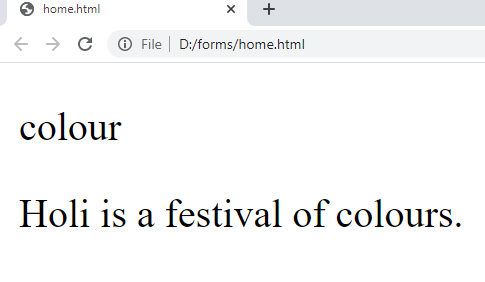 home.html
File | D:/forms/home.html
colour
Holi is a festival of colours.